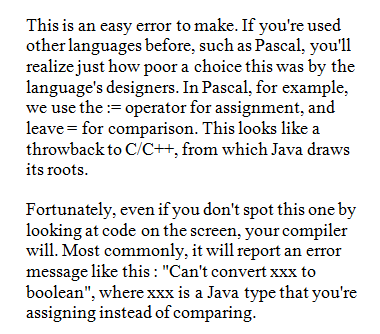 This is an easy error to make. If you're used
other languages before, such as Pascal, you'll
realize just how poor a choice this was by the
language's designers. In Pascal, for example,
we use the := operator for assignment, and
leave = for comparison. This looks like a
throwback to C/C++, from which Java draws
its roots.

Fortunately, even if you don't spot this one by
looking at code on the screen, your compiler
will. Most commonly, it will report an error
message like this : "Can't convert xxx to
boolean", where xxx is a Java type that you're
assigning instead of comparing.